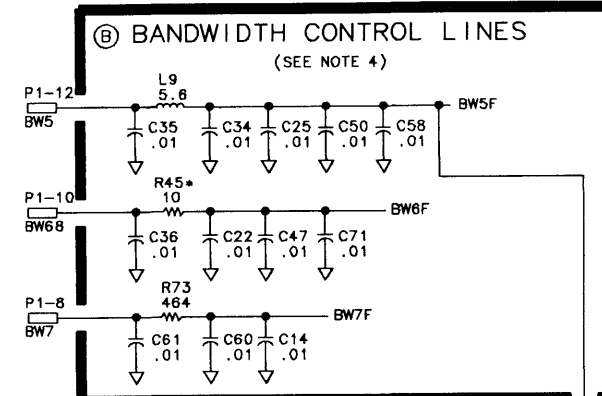 Ⓑ BANDWIDTH CONTROL LINES
(SEE NOTE 4)
L9
5.6
P1-12
BW5
BW5F
C35
.01
C34
.01
C25
.01
C50
.01
C58
.01
R45*
10
P1-10
BW68
BW6F
C36
.01
C22
.01
C47
.01
C71
.01
R73
464
P1-8
BW7
BW7F
C61
.01
C60
.01
C14
.01